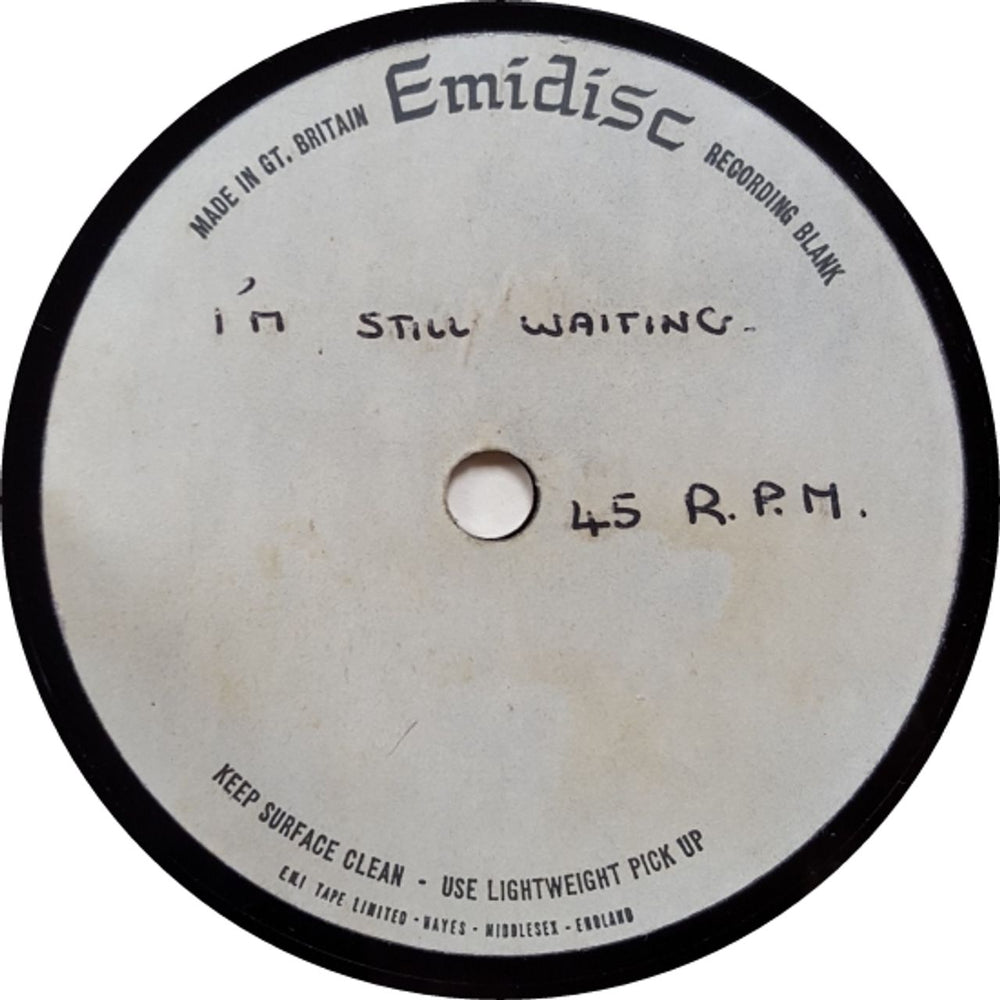 MADE IN GT. BRITAIN Emidisc RECORDING BLANK
I'M STILL WAITING.
45 R.P.M.
KEEP SURFACE CLEAN - USE LIGHTWEIGHT PICK UP
EMI TAPE LIMITED - HAYES - MIDDLESEX - ENGLAND